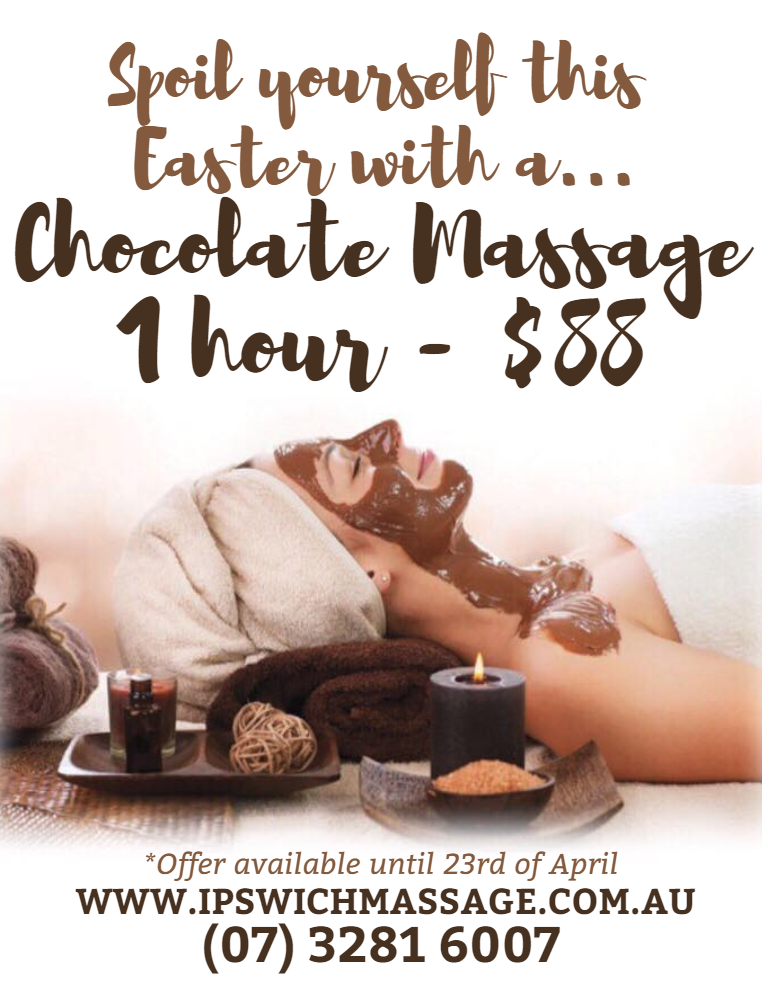 Spoil yourself this
Easter with a...
Chocolate Massage
1 hour - $88
*Offer available until 23rd of April
WWW.IPSWICHMASSAGE.COM.AU
(07) 3281 6007